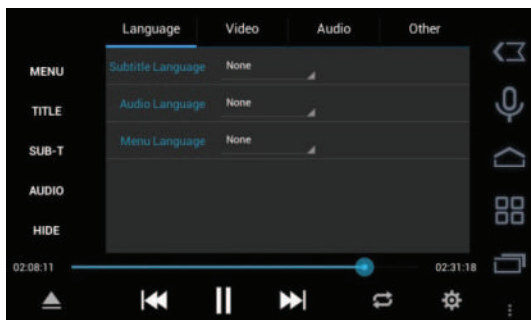 Language Video Audio Other
MENU
Subtitle Language None
TITLE
Audio Language None
SUB-T
Menu Language None
AUDIO
HIDE
02:08:11 02:31:18